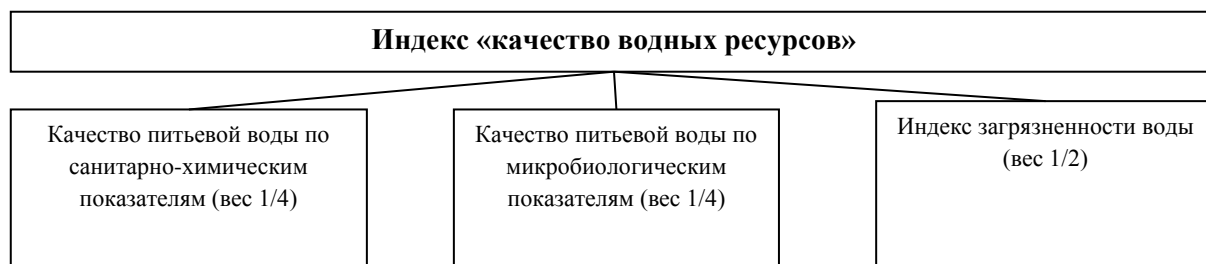 Индекс «качество водных ресурсов»
Качество питьевой воды по
санитарно-химическим
показателям (вес 1/4)
Качество питьевой воды по
микробиологическим
показателям (вес 1/4)
Индекс загрязненности воды
(вес 1/2)